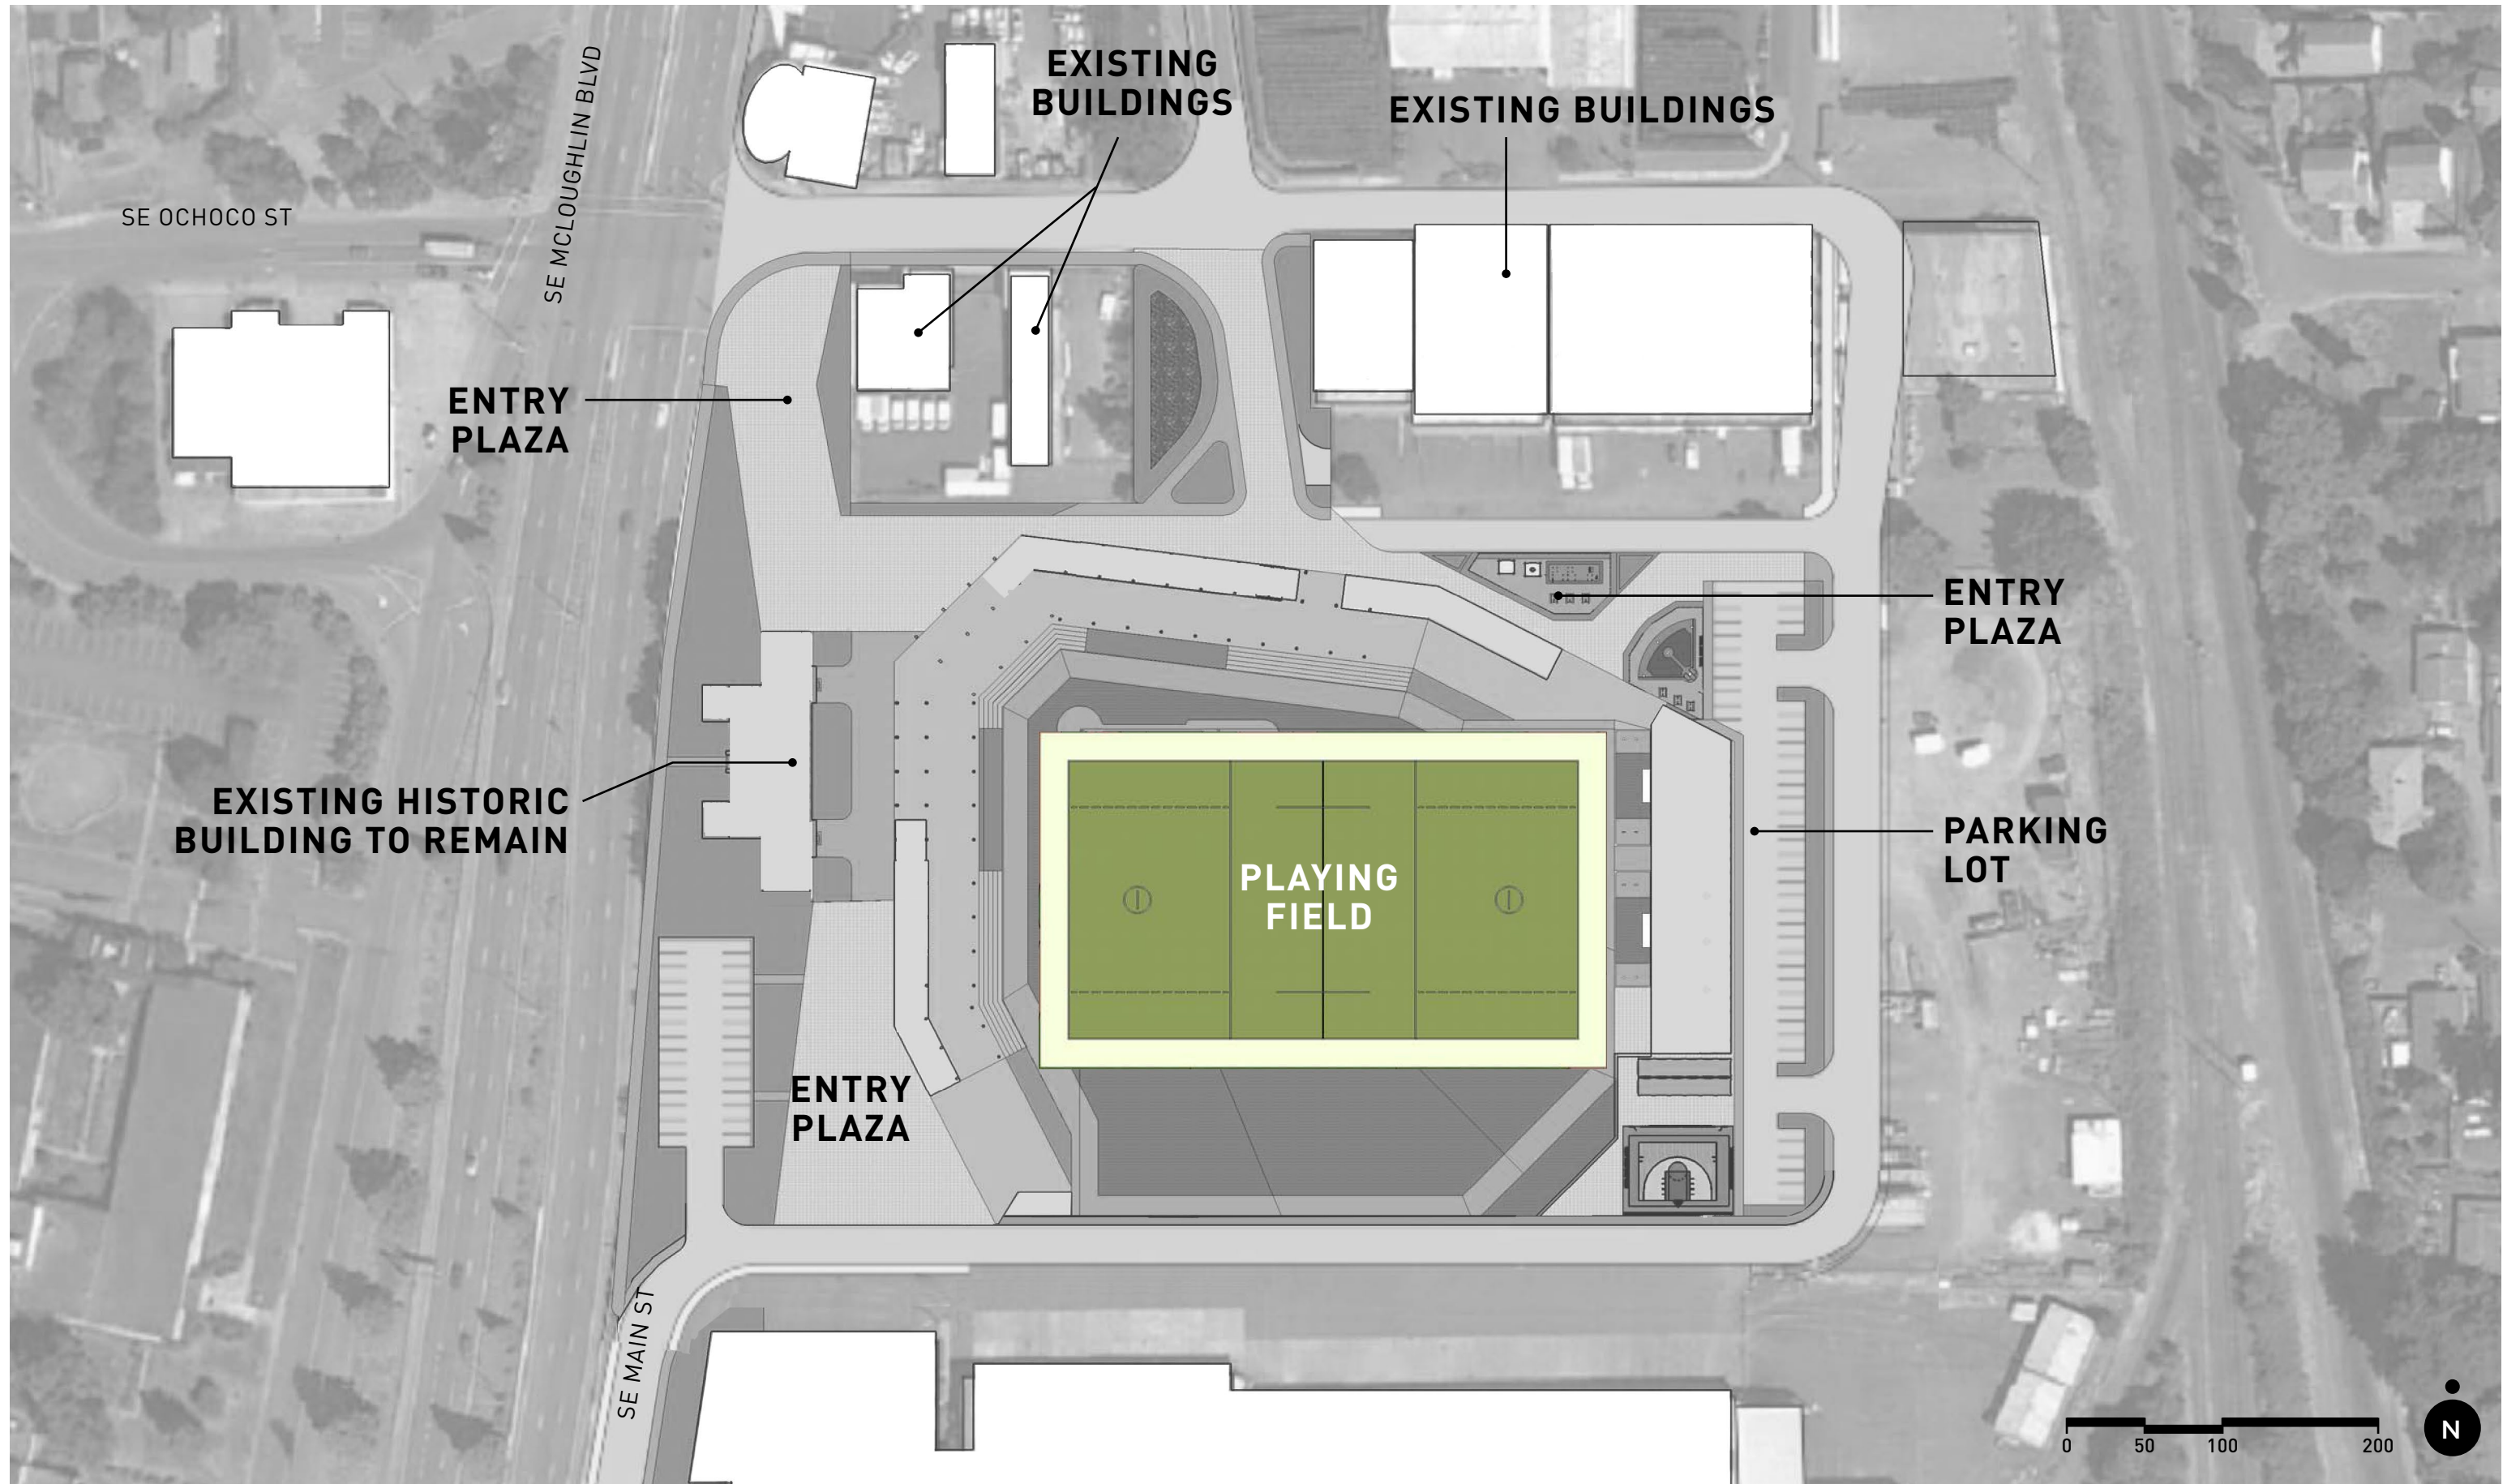 EXISTING
BUILDINGS
EXISTING BUILDINGS
SE MCLOUGHLIN BLVD
SE OCHOCO ST
ENTRY
PLAZA
ENTRY
PLAZA
EXISTING HISTORIC
BUILDING TO REMAIN
PARKING
LOT
PLAYING
FIELD
ENTRY
PLAZA
SE MAIN ST
0 50 100 200
N